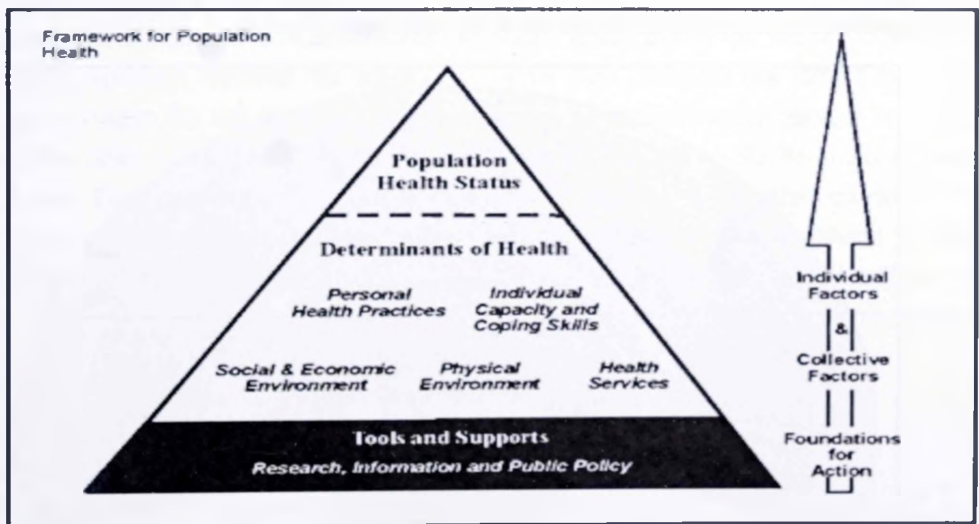 Framework for Population
Health
Population
Health Status
Determinants of Health
Personal
Health Practices
Individual
Capacity and
Coping Skills
Social & Economic
Environment
Physical
Environment
Health
Services
Tools and Supports
Research, Information and Public Policy
Individual
Factors
&
Collective
Factors
Foundations
for
Action